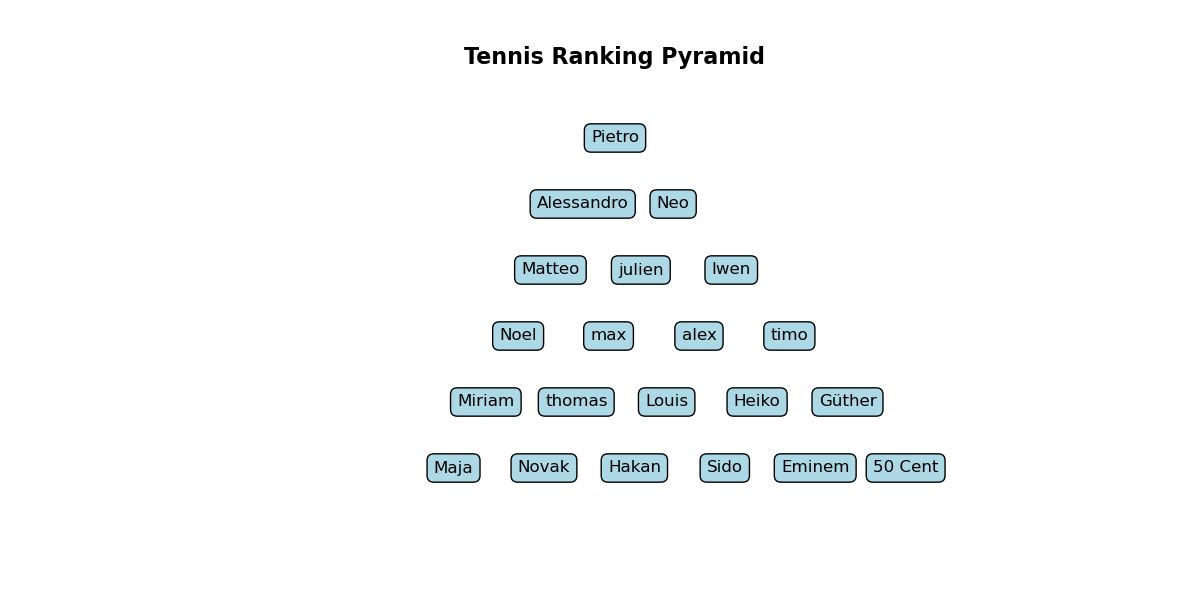 Tennis Ranking Pyramid
Pietro
Alessandro Neo
Matteo julien Iwen
Noel max alex timo
Miriam thomas Louis Heiko Güther
Maja Novak Hakan Sido Eminem 50 Cent